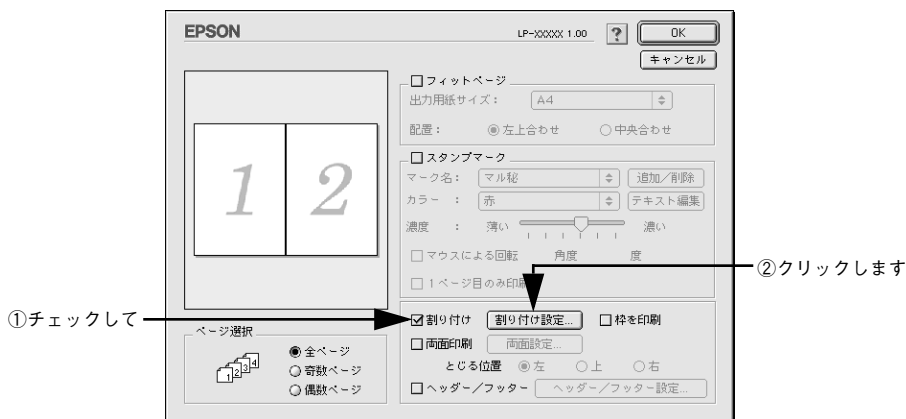 EPSON
LP-XXXXX 1.00 ? OK
キャンセル
フィットページ
出力用紙サイズ： A4
配置： 左上合わせ 中央合わせ
スタンプマーク
マーク名： マル秘 追加／削除
カラー ： 赤 テキスト編集
濃度 ： 薄い 濃い
マウスによる回転 角度 度
1ページ目のみ印刷
1 2
②クリックします
①チェックして
割り付け 割り付け設定... 枠を印刷
両面印刷 両面設定...
とじる位置 左 上 右
ヘッダー／フッター ヘッダー／フッター設定...
ページ選択
1 2 3 4
全ページ
奇数ページ
偶数ページ